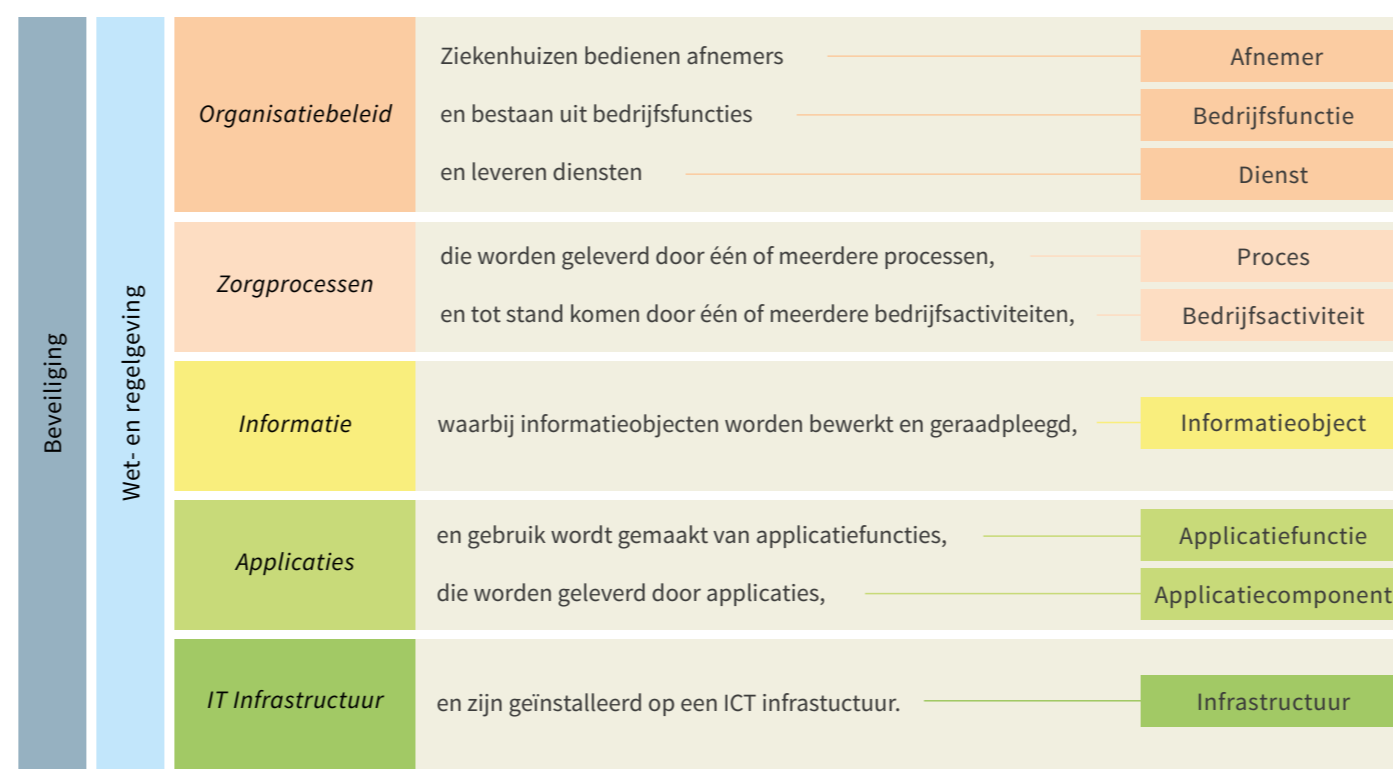 Beveiliging
Wet- en regelgeving
Organisatiebeleid
Ziekenhuizen bedienen afnemers
Afnemer
en bestaan uit bedrijfsfuncties
Bedrijfsfunctie
en leveren diensten
Dienst
Zorgprocessen
die worden geleverd door één of meerdere processen,
Proces
en tot stand komen door één of meerdere bedrijfsactiviteiten,
Bedrijfsactiviteit
Informatie
waarbij informatieobjecten worden bewerkt en geraadpleegd,
Informatieobject
Applicaties
en gebruik wordt gemaakt van applicatiefuncties,
Applicatiefunctie
die worden geleverd door applicaties,
Applicatiecomponent
IT Infrastructuur
en zijn geïnstalleerd op een ICT infrastuctuur.
Infrastructuur